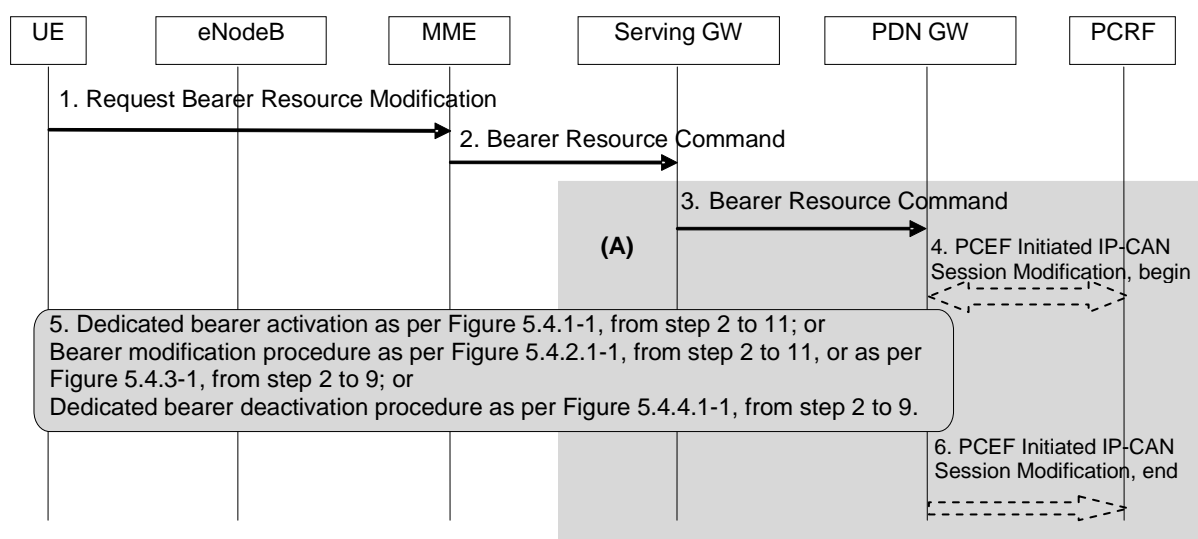 UE eNodeB MME Serving GW PDN GW PCRF
1. Request Bearer Resource Modification
2. Bearer Resource Command
3. Bearer Resource Command
(A)
4. PCEF Initiated IP-CAN
Session Modification, begin
5. Dedicated bearer activation as per Figure 5.4.1-1, from step 2 to 11; or
Bearer modification procedure as per Figure 5.4.2.1-1, from step 2 to 11, or as per
Figure 5.4.3-1, from step 2 to 9; or
Dedicated bearer deactivation procedure as per Figure 5.4.4.1-1, from step 2 to 9.
6. PCEF Initiated IP-CAN
Session Modification, end